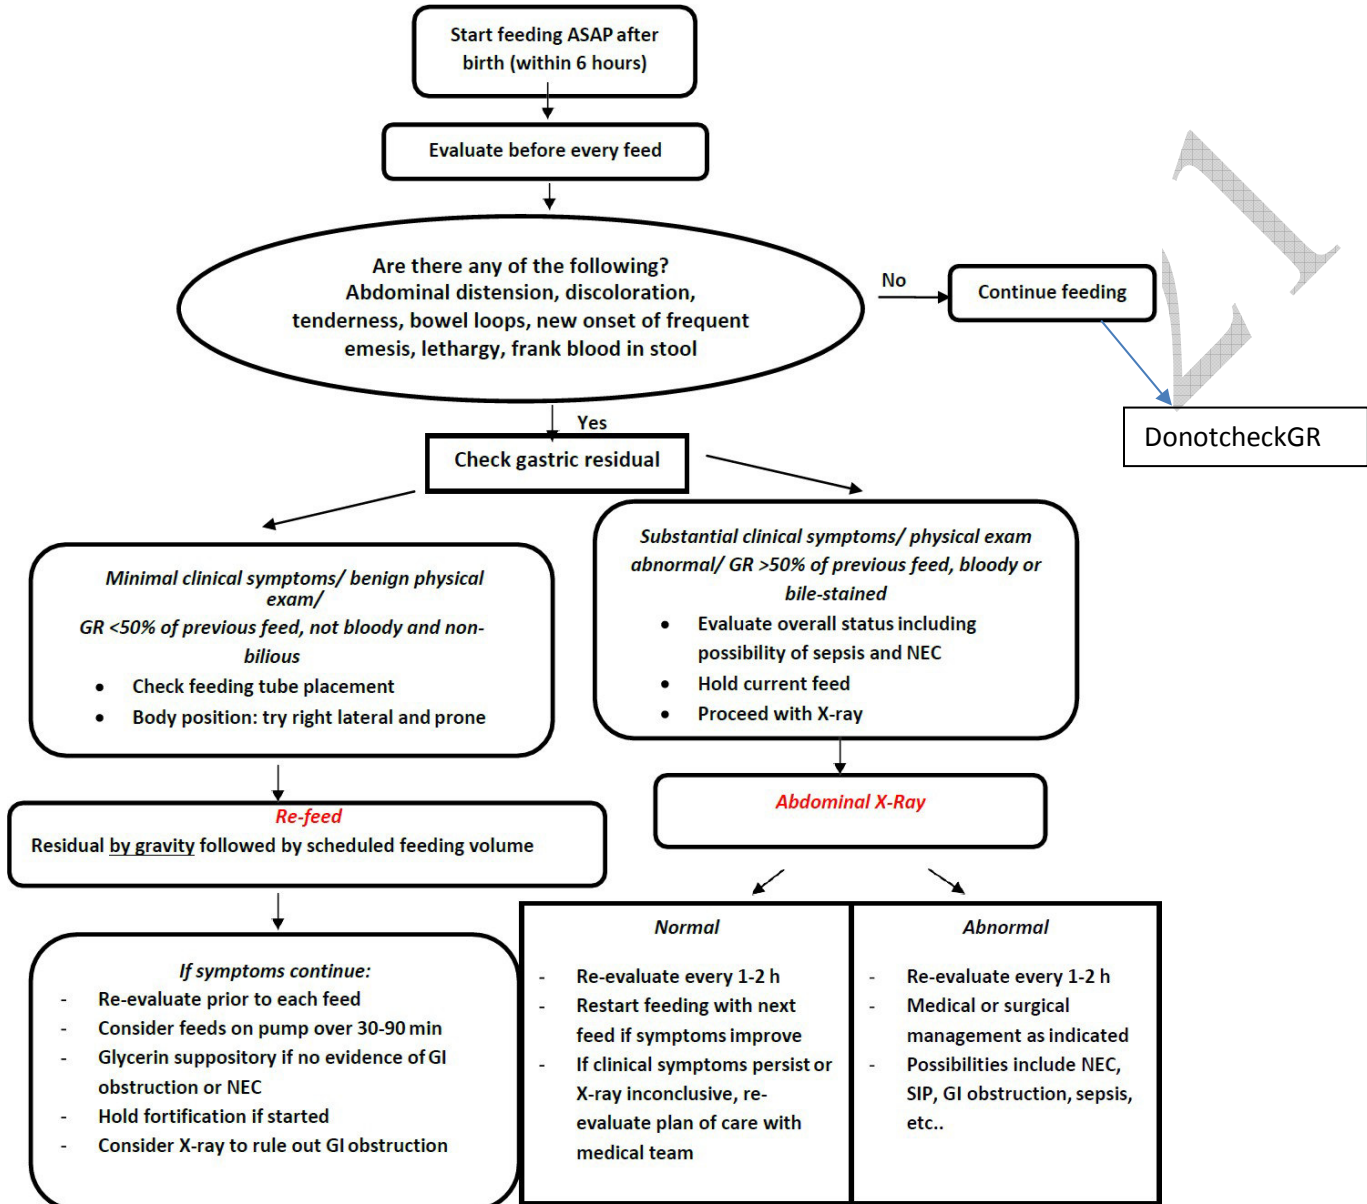 Start feeding ASAP after
birth (within 6 hours)
Evaluate before every feed
Are there any of the following?
Abdominal distension, discoloration,
tenderness, bowel loops, new onset of frequent
emesis, lethargy, frank blood in stool
No
Continue feeding
DonotcheckGR
Yes
Check gastric residual
Minimal clinical symptoms/ benign physical
exam/
GR <50% of previous feed, not bloody and non-
bilious
• Check feeding tube placement
• Body position: try right lateral and prone
Substantial clinical symptoms/ physical exam
abnormal/ GR >50% of previous feed, bloody or
bile-stained
• Evaluate overall status including
possibility of sepsis and NEC
• Hold current feed
• Proceed with X-ray
Re-feed
Residual by gravity followed by scheduled feeding volume
Abdominal X-Ray
If symptoms continue:
- Re-evaluate prior to each feed
- Consider feeds on pump over 30-90 min
- Glycerin suppository if no evidence of GI
obstruction or NEC
- Hold fortification if started
- Consider X-ray to rule out GI obstruction
Normal
- Re-evaluate every 1-2 h
- Restart feeding with next
feed if symptoms improve
- If clinical symptoms persist or
X-ray inconclusive, re-
evaluate plan of care with
medical team
Abnormal
- Re-evaluate every 1-2 h
- Medical or surgical
management as indicated
- Possibilities include NEC,
SIP, GI obstruction, sepsis,
etc..